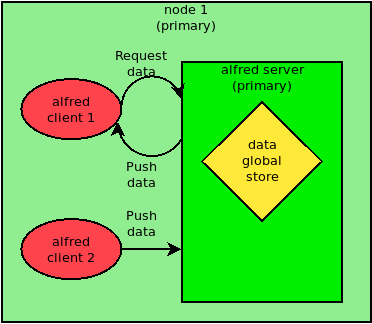 node 1
(primary)
Request
data
alfred server
(primary)
alfred
client 1
data
global
store
Push
data
Push
data
alfred
client 2